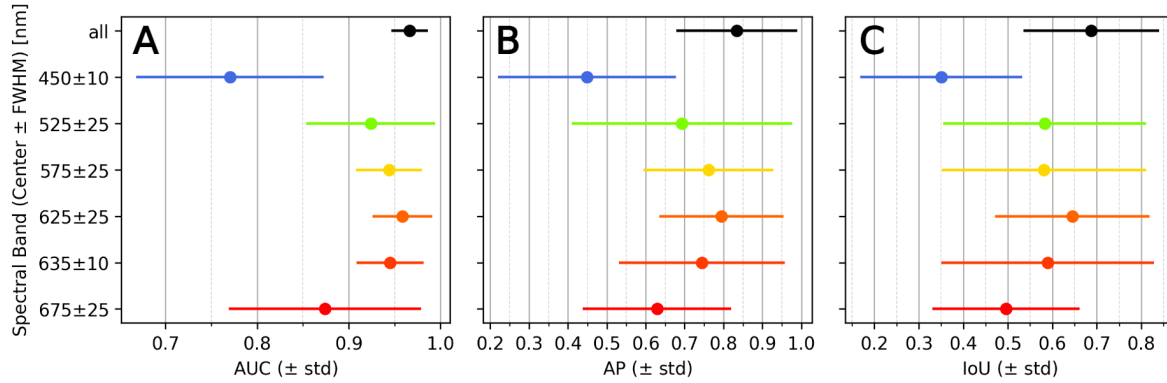 Spectral Band (Center ± FWHM) [nm]
all
450±10
525±25
575±25
625±25
635±10
675±25
A
0.7 0.8 0.9 1.0
AUC (± std)
B
0.2 0.3 0.4 0.5 0.6 0.7 0.8 0.9 1.0
AP (± std)
C
0.2 0.3 0.4 0.5 0.6 0.7 0.8
IoU (± std)